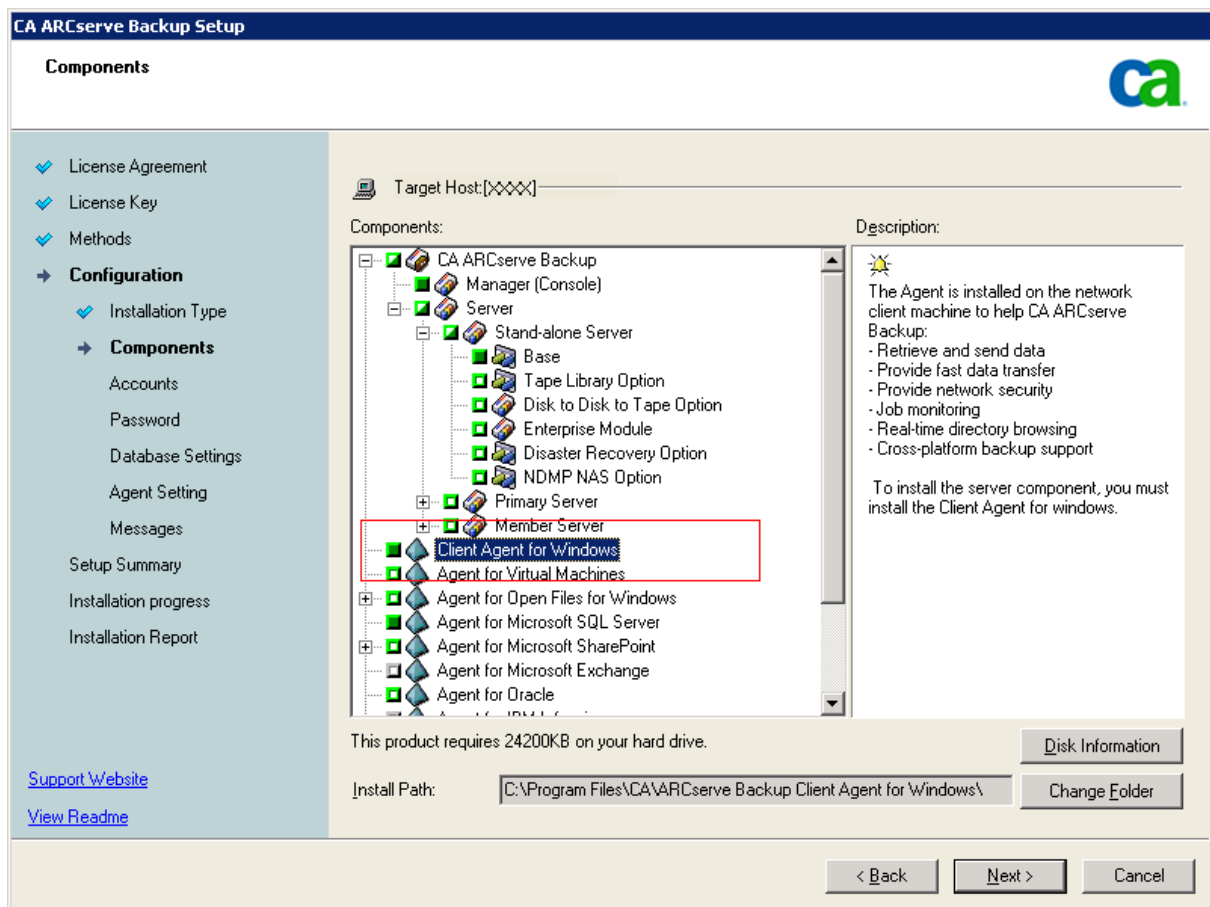 CA ARCserve Backup Setup
Components
ca
License Agreement
License Key
Methods
Configuration
Installation Type
Components
Accounts
Password
Database Settings
Agent Setting
Messages
Setup Summary
Installation progress
Installation Report
Support Website
View Readme
Target Host:[XXXX]
Components:
CA ARCserve Backup
Manager (Console)
Server
Stand-alone Server
Base
Tape Library Option
Disk to Disk to Tape Option
Enterprise Module
Disaster Recovery Option
NDMP NAS Option
Primary Server
Member Server
Client Agent for Windows
Agent for Virtual Machines
Agent for Open Files for Windows
Agent for Microsoft SQL Server
Agent for Microsoft SharePoint
Agent for Microsoft Exchange
Agent for Oracle
Description:
The Agent is installed on the network
client machine to help CA ARCserve
Backup:
- Retrieve and send data
- Provide fast data transfer
- Provide network security
- Job monitoring
- Real-time directory browsing
- Cross-platform backup support
To install the server component, you must
install the Client Agent for windows.
This product requires 24200KB on your hard drive.
Disk Information
Install Path:
C:\Program Files\CA\ARCserve Backup Client Agent for Windows\
Change Folder
< Back
Next >
Cancel